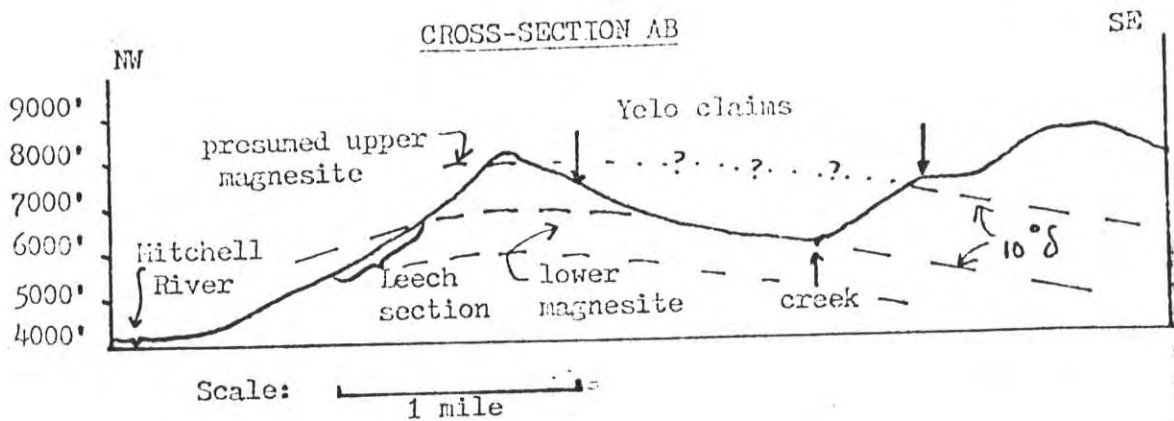 CROSS-SECTION AB
NW
SE
9000'
8000'
7000'
6000'
5000'
4000'
Yelo claims
presumed upper
magnesite
?
?
?
Mitchell
River
Leech
section
lower
magnesite
creek
10°δ
Scale:
1 mile